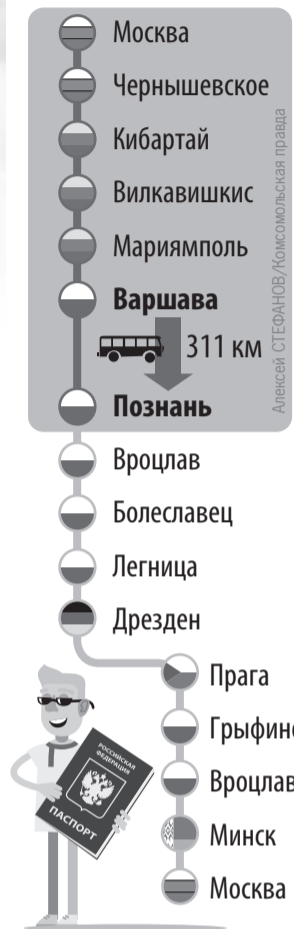 Москва
Чернышевское
Кибартай
Вилкавишкис
Мариямполь
Варшава
311 км
Познань
Вроцлав
Болеславец
Легница
Дрезден
Прага
Грыфино
Вроцлав
Минск
Москва
РОССИЙСКАЯ
ФЕДЕРАЦИЯ
ПАСПОРТ
Алексей СТЕФАНОВ/Комсомольская правда